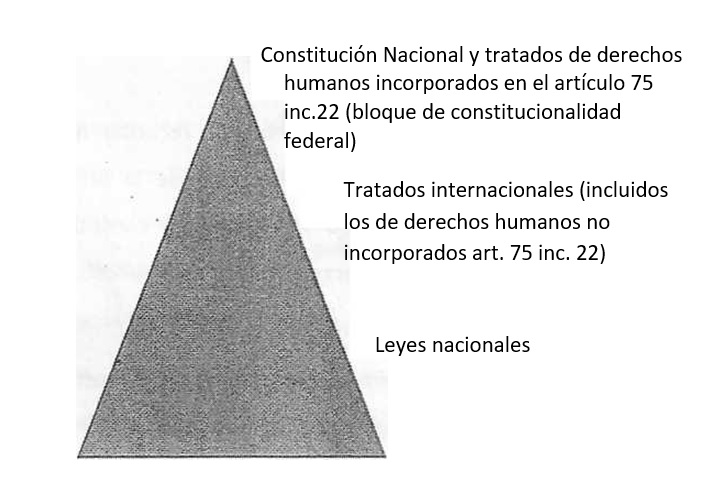 Constitución Nacional y tratados de derechos
humanos incorporados en el artículo 75
inc.22 (bloque de constitucionalidad
federal)
Tratados internacionales (incluidos
los de derechos humanos no
incorporados art. 75 inc. 22)
Leyes nacionales